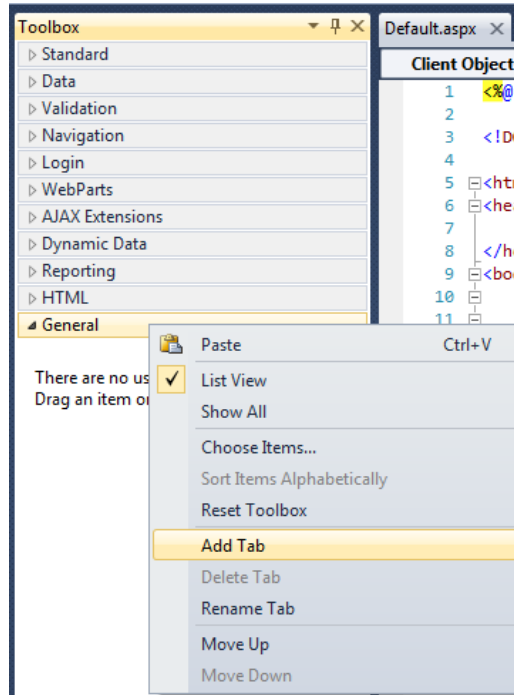 Toolbox
Standard
Data
Validation
Navigation
Login
WebParts
AJAX Extensions
Dynamic Data
Reporting
HTML
General
There are no us
Drag an item or
Default.aspx
Client Object
1 <%@
2
3 <!D
4
5 <ht
6 <hea
7
8 </h
9 <bo
10
11
Paste Ctrl+V
List View
Show All
Choose Items...
Sort Items Alphabetically
Reset Toolbox
Add Tab
Delete Tab
Rename Tab
Move Up
Move Down